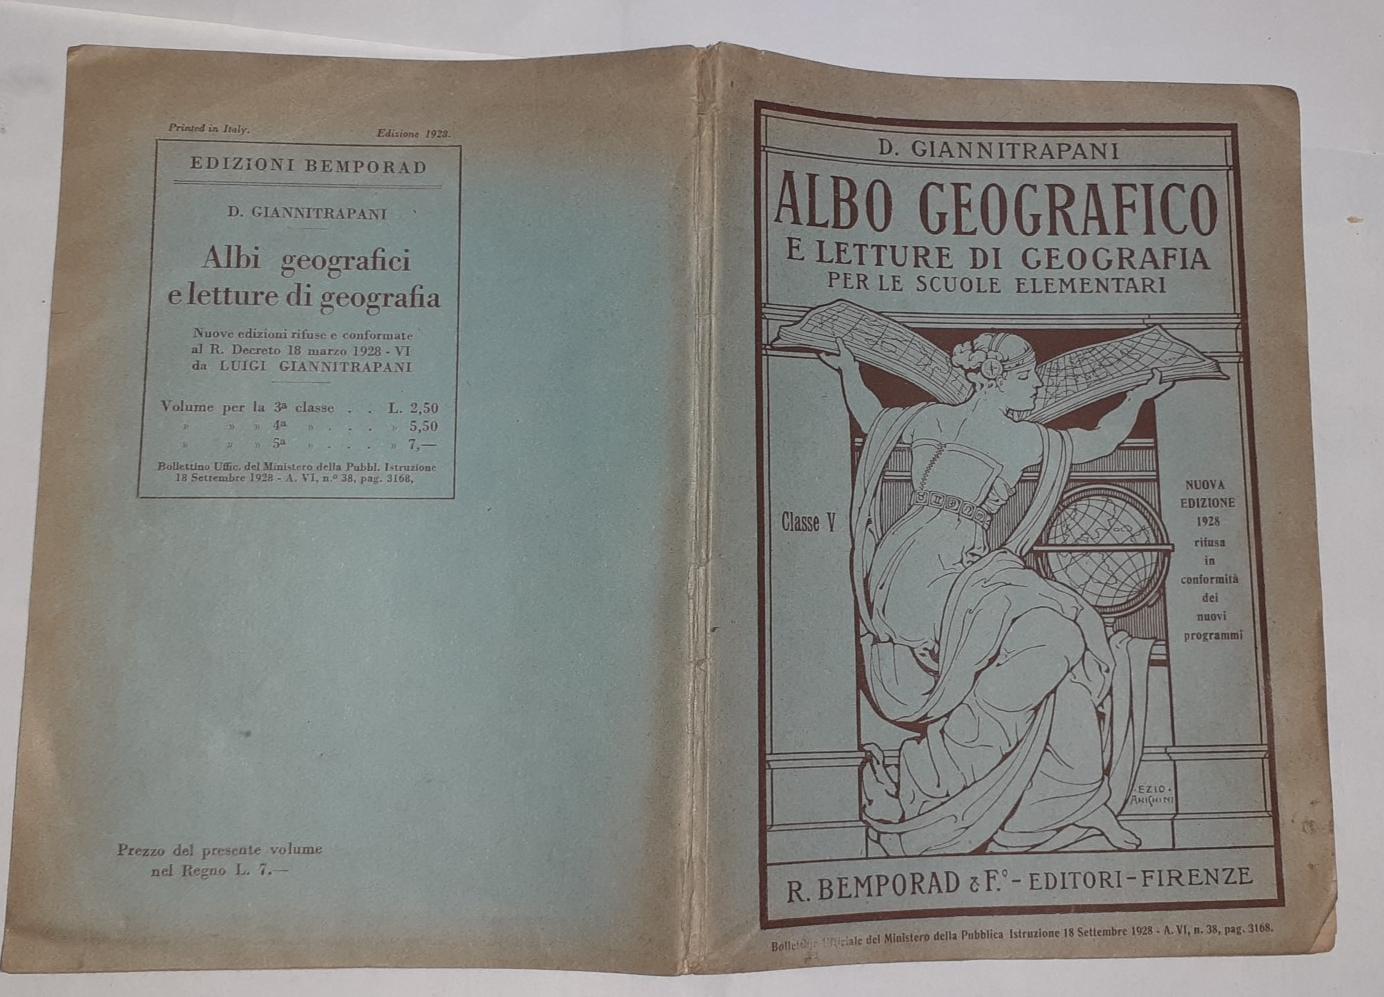 Printed in Italy. Edizione 1928.
EDIZIONI BEMPORAD
D. GIANNITRAPANI
Albi geografici
e letture di geografia
Nuove edizioni rifuse e conformate
al R. Decreto 18 marzo 1928 - VI
da LUIGI GIANNITRAPANI
Volume per la 3ª classe . . L. 2,50
» » » 4ª » . . . » 5,50
» » » 5ª » . . . » 7,—
Bollettino Uffic. del Ministero della Pubbl. Istruzione
18 Settembre 1928 - A. VI, n.º 38, pag. 3168,
Prezzo del presente volume
nel Regno L. 7.—
D. GIANNITRAPANI
ALBO GEOGRAFICO
E LETTURE DI GEOGRAFIA
PER LE SCUOLE ELEMENTARI
Classe V
NUOVA
EDIZIONE
1928
rifusa
in
conformità
dei
nuovi
programmi
EZIO
ANICHINI
R. BEMPORAD & F.º - EDITORI - FIRENZE
Bollettino Ufficiale del Ministero della Pubblica Istruzione 18 Settembre 1928 - A. VI, n. 38, pag. 3168.